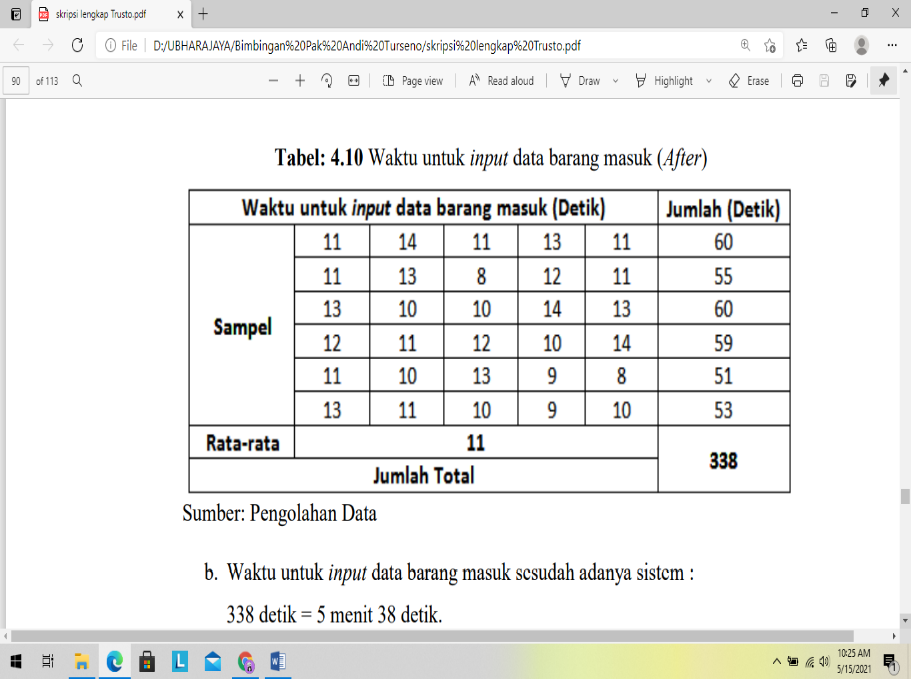 skripsi lengkap Trusto.pdf
File D:/UBHARAJAYA/Bimbingan%20Pak%20Andi%20Turseno/skripsi%20lengkap%20Trusto.pdf
90 of 113 Page view Read aloud Draw Highlight Erase
Tabel: 4.10 Waktu untuk input data barang masuk (After)
Waktu untuk input data barang masuk (Detik) Jumlah (Detik)
11 14 11 13 11 60
11 13 8 12 11 55
13 10 10 14 13 60
Sampel
12 11 12 10 14 59
11 10 13 9 8 51
13 11 10 9 10 53
Rata-rata 11
338
Jumlah Total
Sumber: Pengolahan Data
b. Waktu untuk input data barang masuk sesudah adanya sistem :
338 detik = 5 menit 38 detik.
10:25 AM
5/15/2021
1